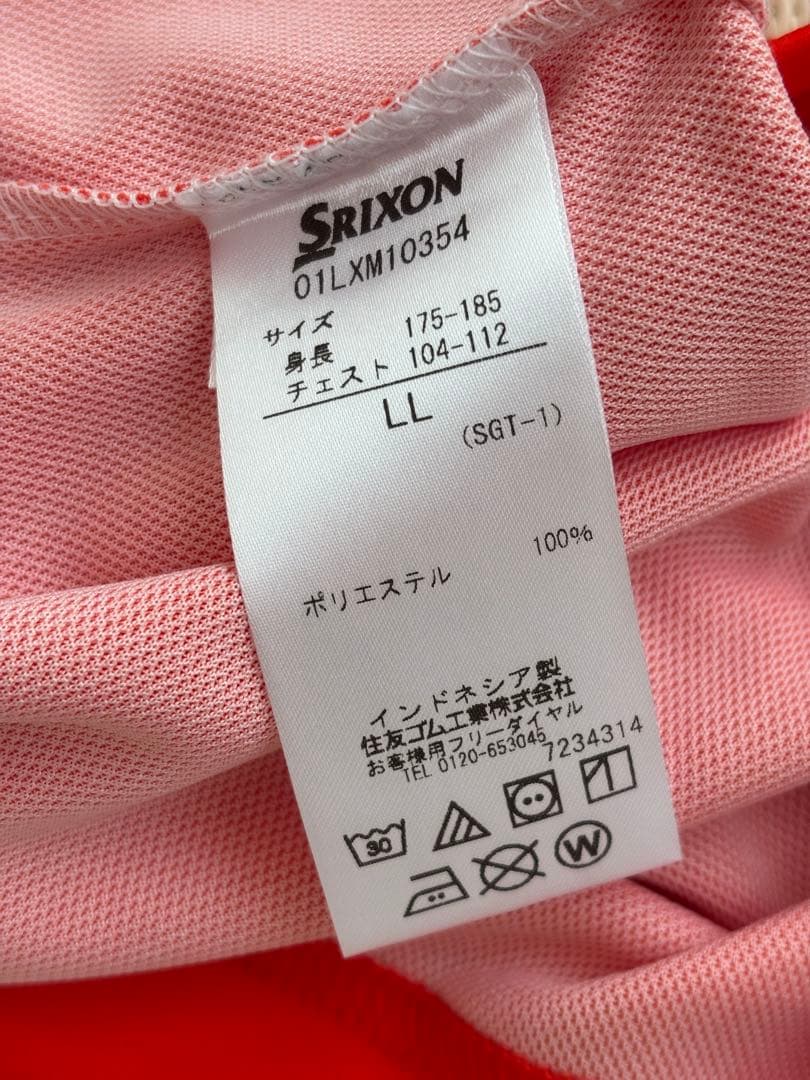 SRIXON
01LXM10354
サイズ
身長 175-185
チェスト 104-112
LL
(SGT-1)
ポリエステル 100%
インドネシア製
住友ゴム工業株式会社
お客様用フリーダイヤル
TEL 0120-653045 7234314
30
W